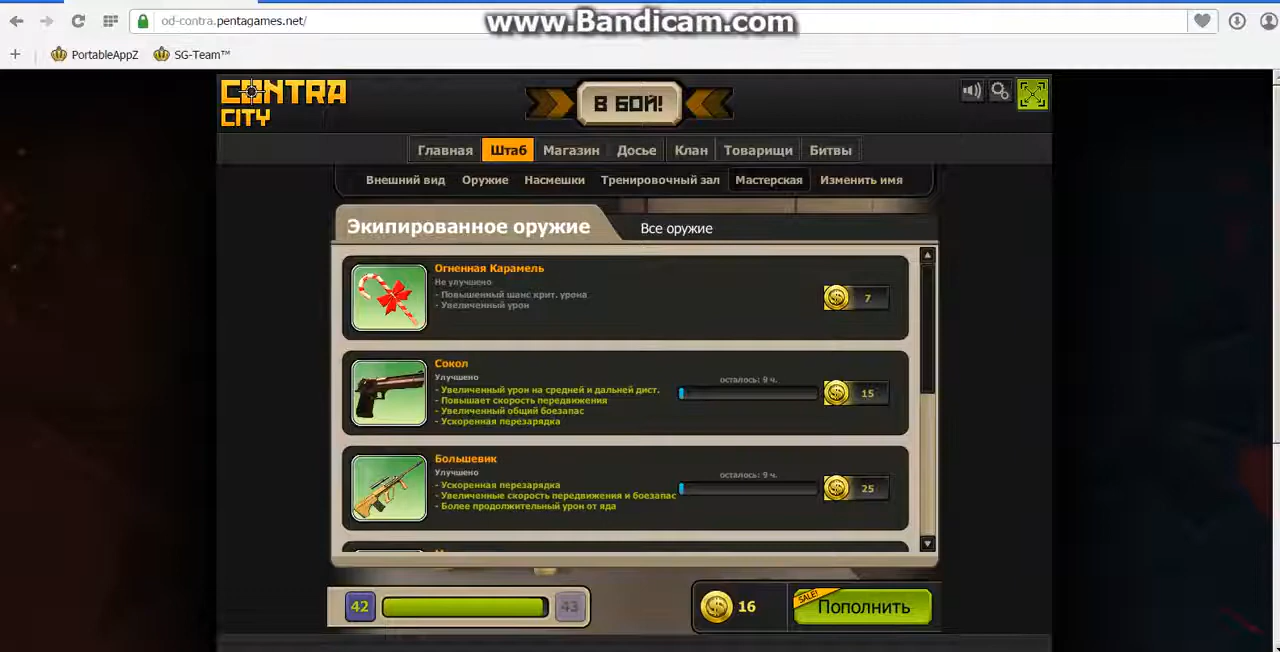 www.Bandicam.com
od-contra.pentagames.net/
PortableAppZ SG-Team™
CONTRA
CITY
В БОЙ!
Главная Штаб Магазин Досье Клан Товарищи Битвы
Внешний вид Оружие Насмешки Тренировочный зал Мастерская Изменить имя
Экипированное оружие Все оружие
Огненная Карамель
Не улучшено
- Повышенный шанс крит. урона
- Увеличенный урон
7
Сокол
Улучшено
- Увеличенный урон на средней и дальней дист.
- Повышает скорость передвижения
- Увеличенный общий боезапас
- Ускоренная перезарядка
осталось: 9 ч.
15
Большевик
Улучшено
- Ускоренная перезарядка
- Увеличенные скорость передвижения и боезапас
- Более продолжительный урон от яда
осталось: 9 ч.
25
42 43
16
SALE!
Пополнить